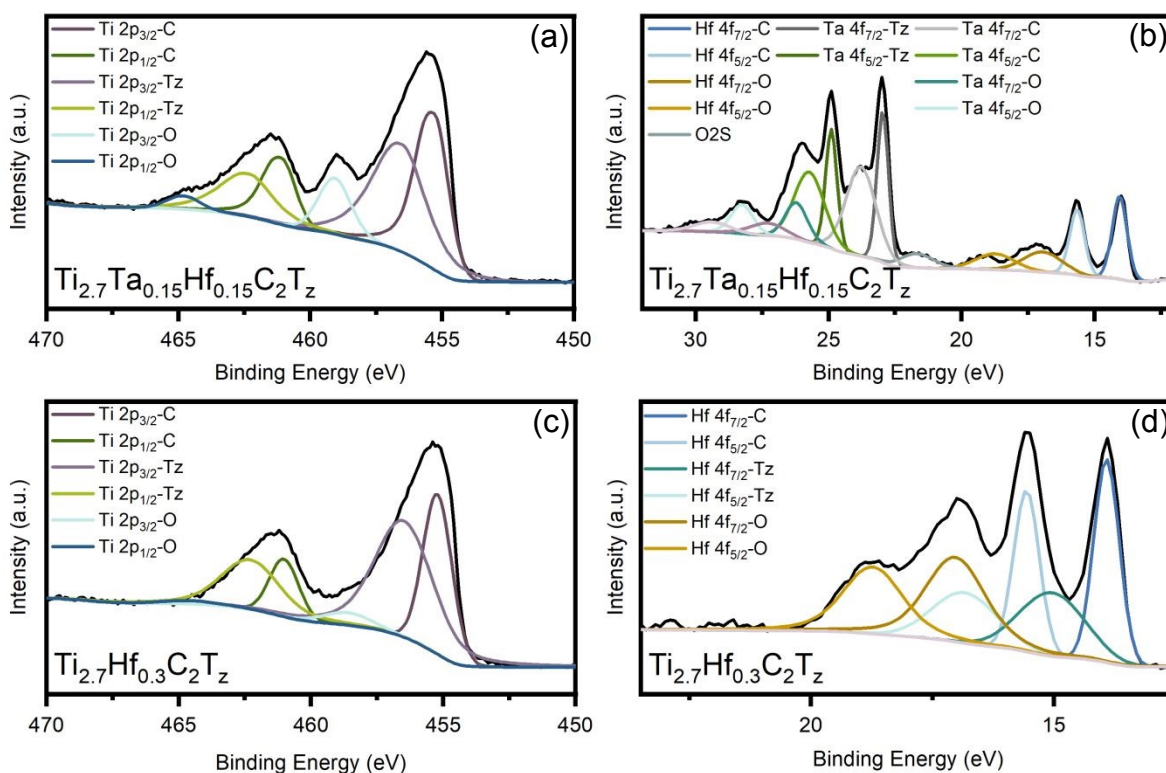 (a)
Ti 2p3/2-C
Ti 2p1/2-C
Ti 2p3/2-Tz
Ti 2p1/2-Tz
Ti 2p3/2-O
Ti 2p1/2-O
Intensity (a.u.)
Ti2.7Ta0.15Hf0.15C2Tz
470 465 460 455 450
Binding Energy (eV)
(b)
Hf 4f7/2-C Ta 4f7/2-Tz Ta 4f7/2-C
Hf 4f5/2-C Ta 4f5/2-Tz Ta 4f5/2-C
Hf 4f7/2-O Ta 4f7/2-O
Hf 4f5/2-O Ta 4f5/2-O
O2S
Intensity (a.u.)
Ti2.7Ta0.15Hf0.15C2Tz
30 25 20 15
Binding Energy (eV)
(c)
Ti 2p3/2-C
Ti 2p1/2-C
Ti 2p3/2-Tz
Ti 2p1/2-Tz
Ti 2p3/2-O
Ti 2p1/2-O
Intensity (a.u.)
Ti2.7Hf0.3C2Tz
470 465 460 455 450
Binding Energy (eV)
(d)
Hf 4f7/2-C
Hf 4f5/2-C
Hf 4f7/2-Tz
Hf 4f5/2-Tz
Hf 4f7/2-O
Hf 4f5/2-O
Intensity (a.u.)
Ti2.7Hf0.3C2Tz
20 15
Binding Energy (eV)